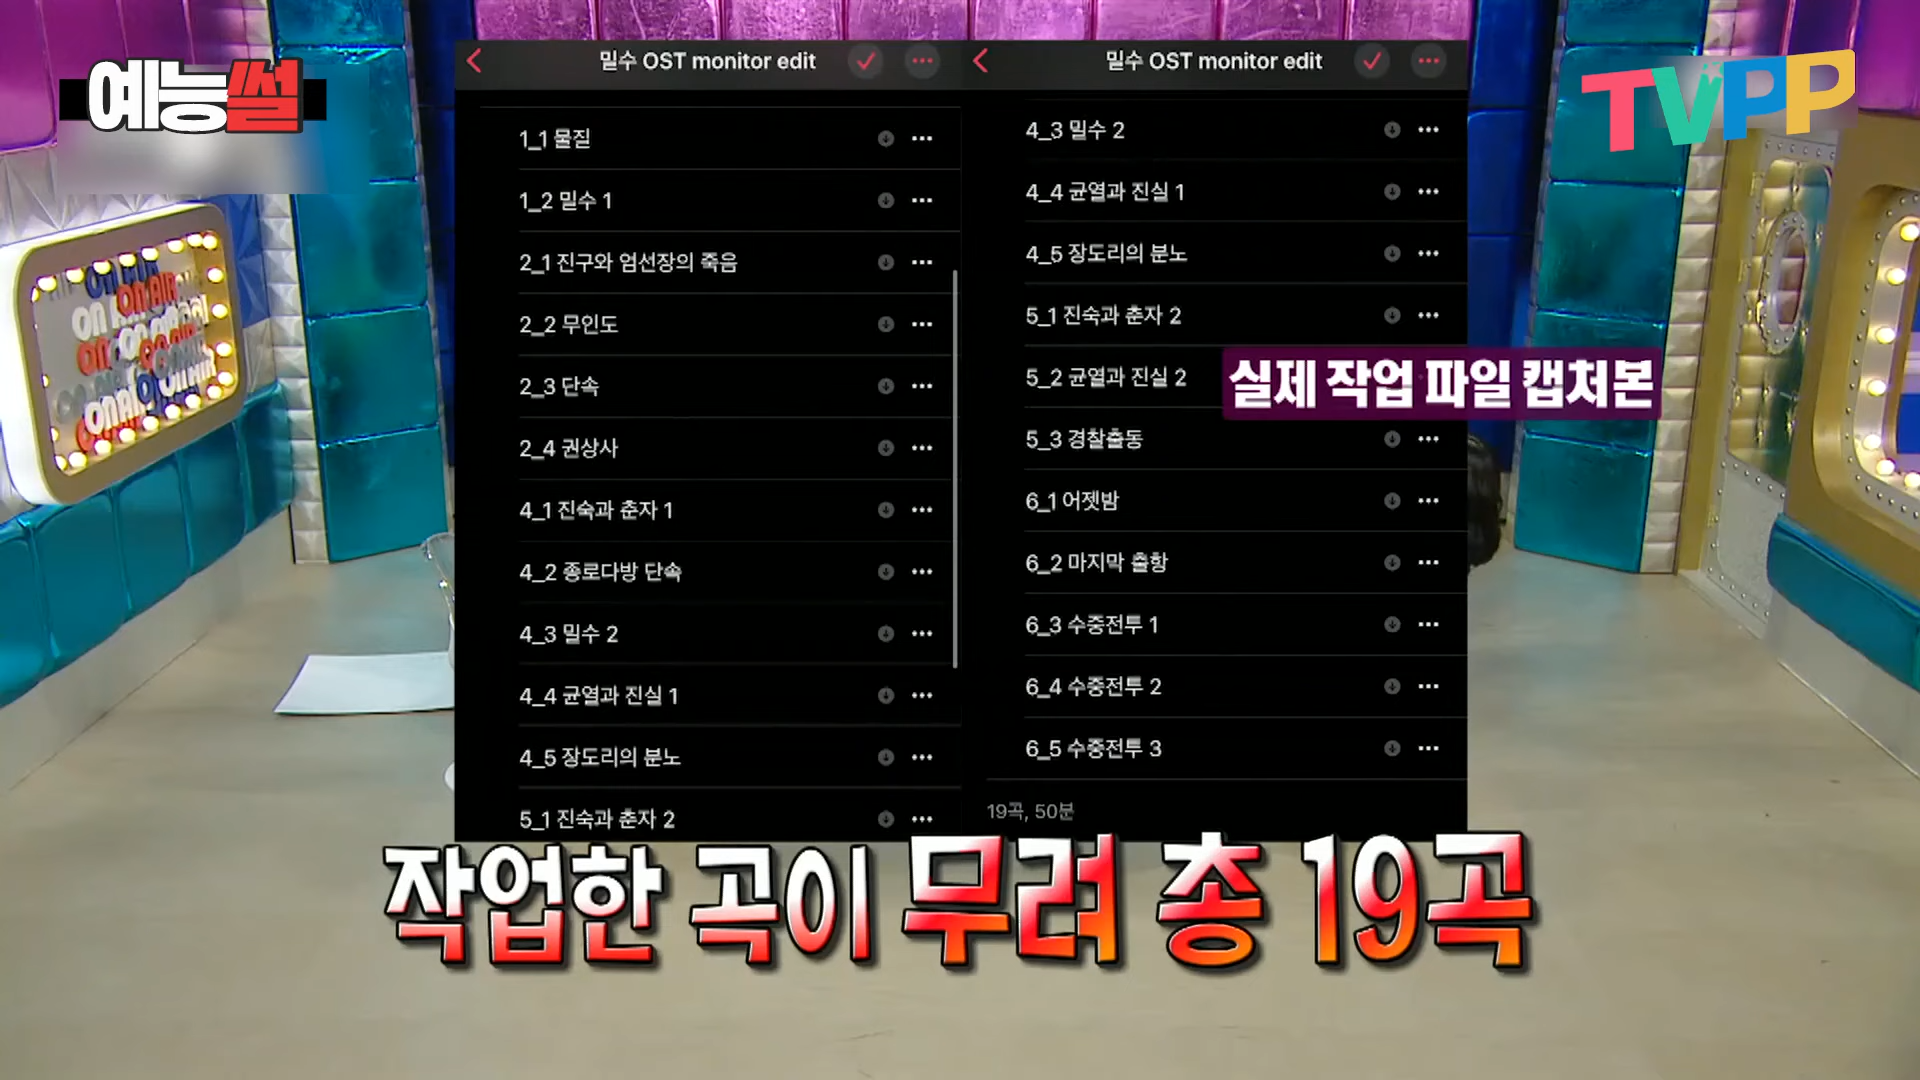 예능썰
TVPP
ON AIR
밀수 OST monitor edit
1_1 물질
1_2 밀수 1
2_1 진구와 엄선장의 죽음
2_2 무인도
2_3 단속
2_4 권상사
4_1 진숙과 춘자 1
4_2 종로다방 단속
4_3 밀수 2
4_4 균열과 진실 1
4_5 장도리의 분노
5_1 진숙과 춘자 2
밀수 OST monitor edit
4_3 밀수 2
4_4 균열과 진실 1
4_5 장도리의 분노
5_1 진숙과 춘자 2
5_2 균열과 진실 2
5_3 경찰출동
6_1 어젯밤
6_2 마지막 출항
6_3 수중전투 1
6_4 수중전투 2
6_5 수중전투 3
19곡, 50분
실제 작업 파일 캡처본
작업한 곡이 무려 총 19곡